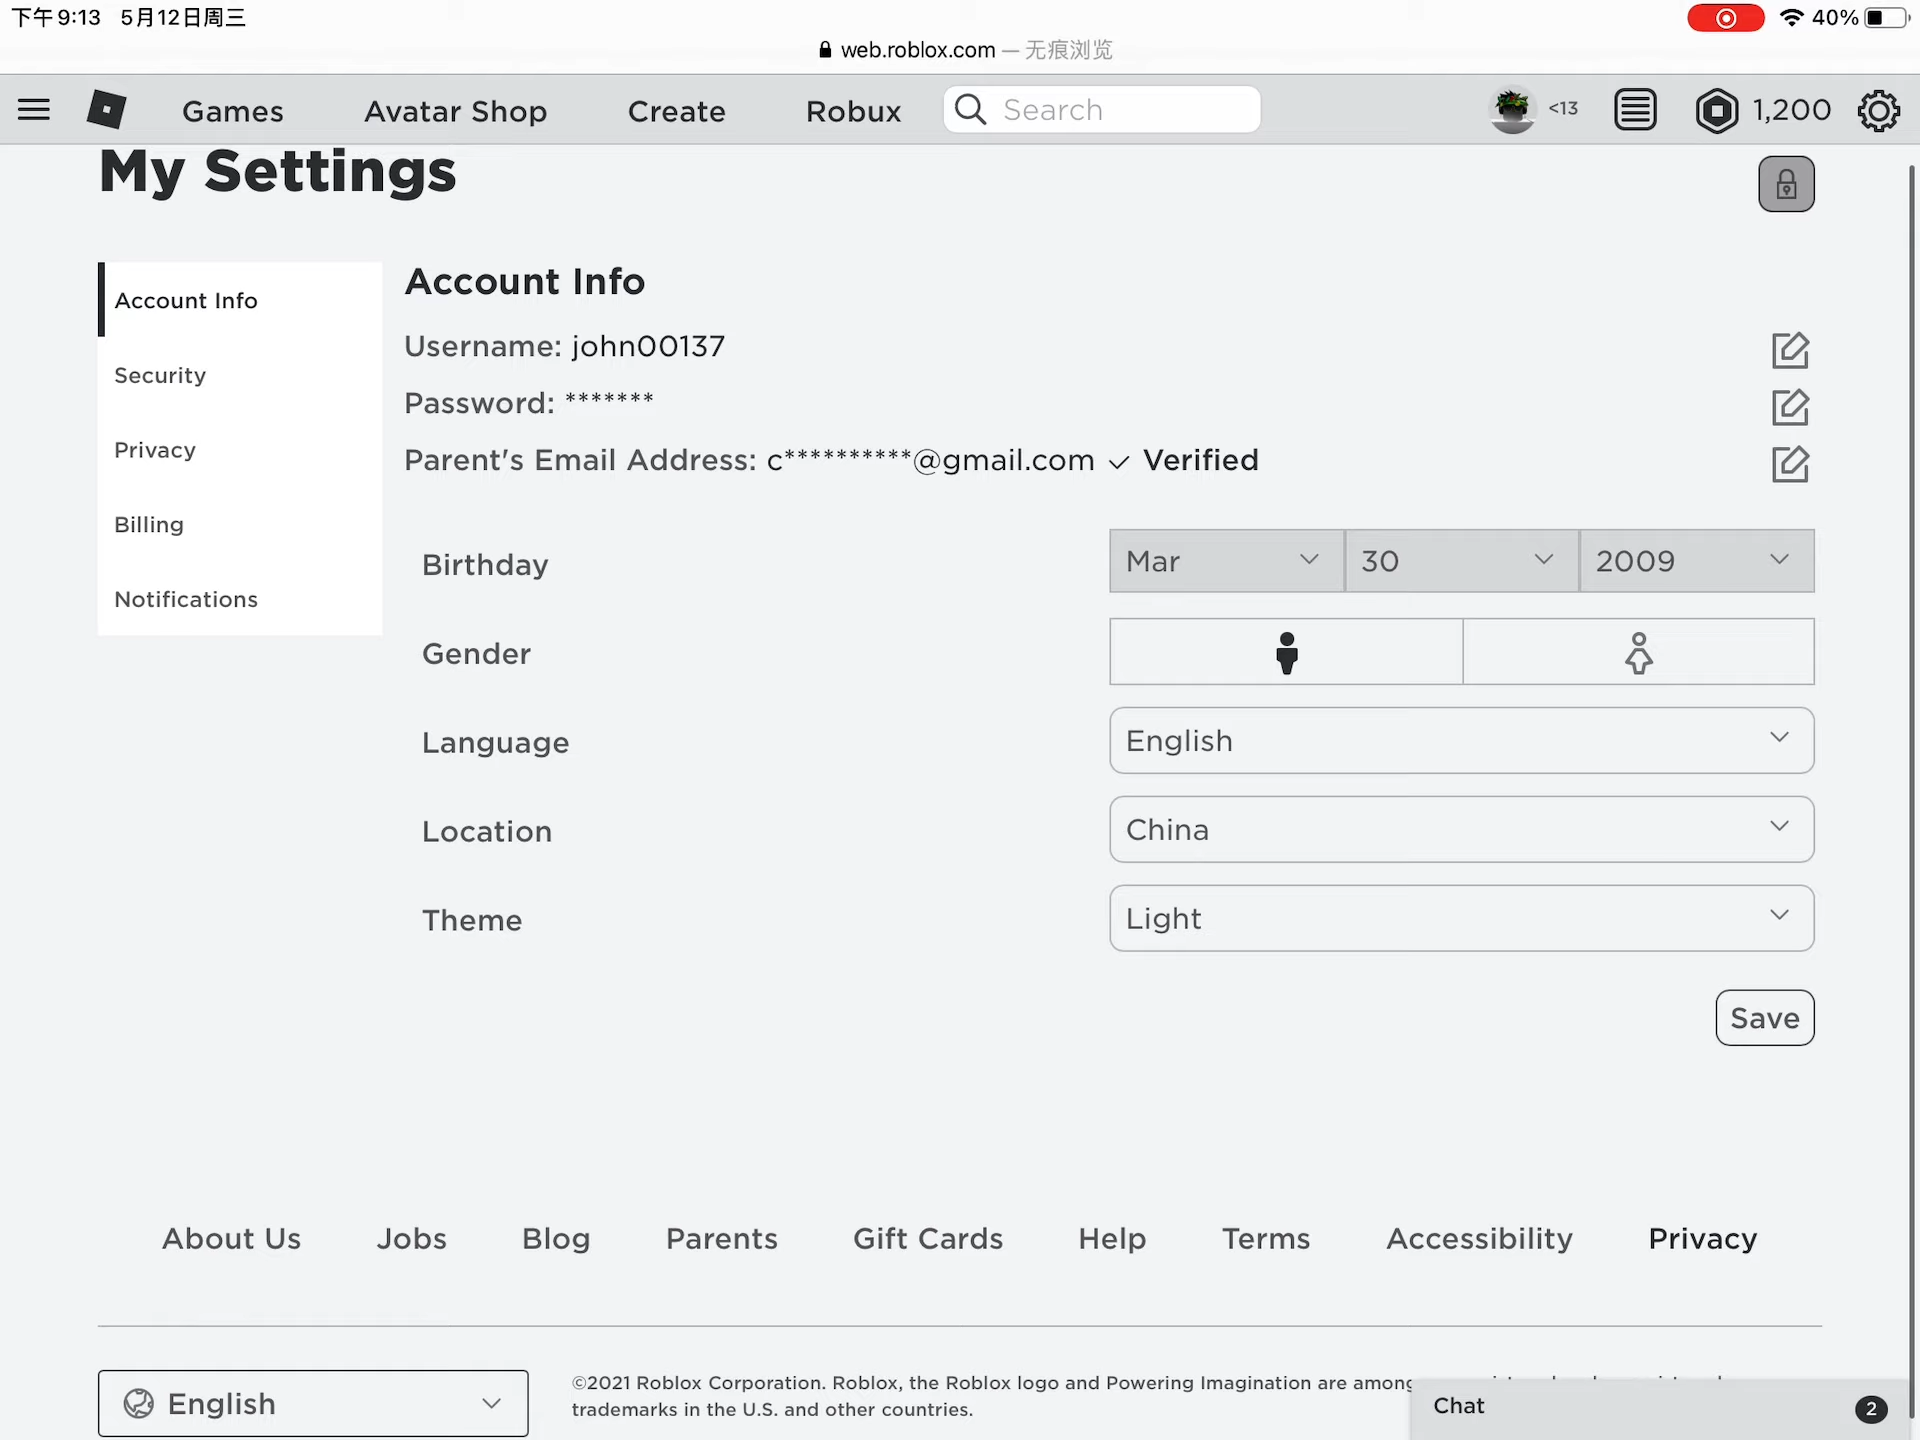 下午9:13 5月12日周三
40%
web.roblox.com — 无痕浏览
Games Avatar Shop Create Robux Search <13 1,200
My Settings
Account Info
Security
Privacy
Billing
Notifications
Account Info
Username: john00137
Password: *******
Parent's Email Address: c**********@gmail.com ✓ Verified
Birthday Mar 30 2009
Gender
Language English
Location China
Theme Light
Save
About Us Jobs Blog Parents Gift Cards Help Terms Accessibility Privacy
English
©2021 Roblox Corporation. Roblox, the Roblox logo and Powering Imagination are among
trademarks in the U.S. and other countries.
Chat 2